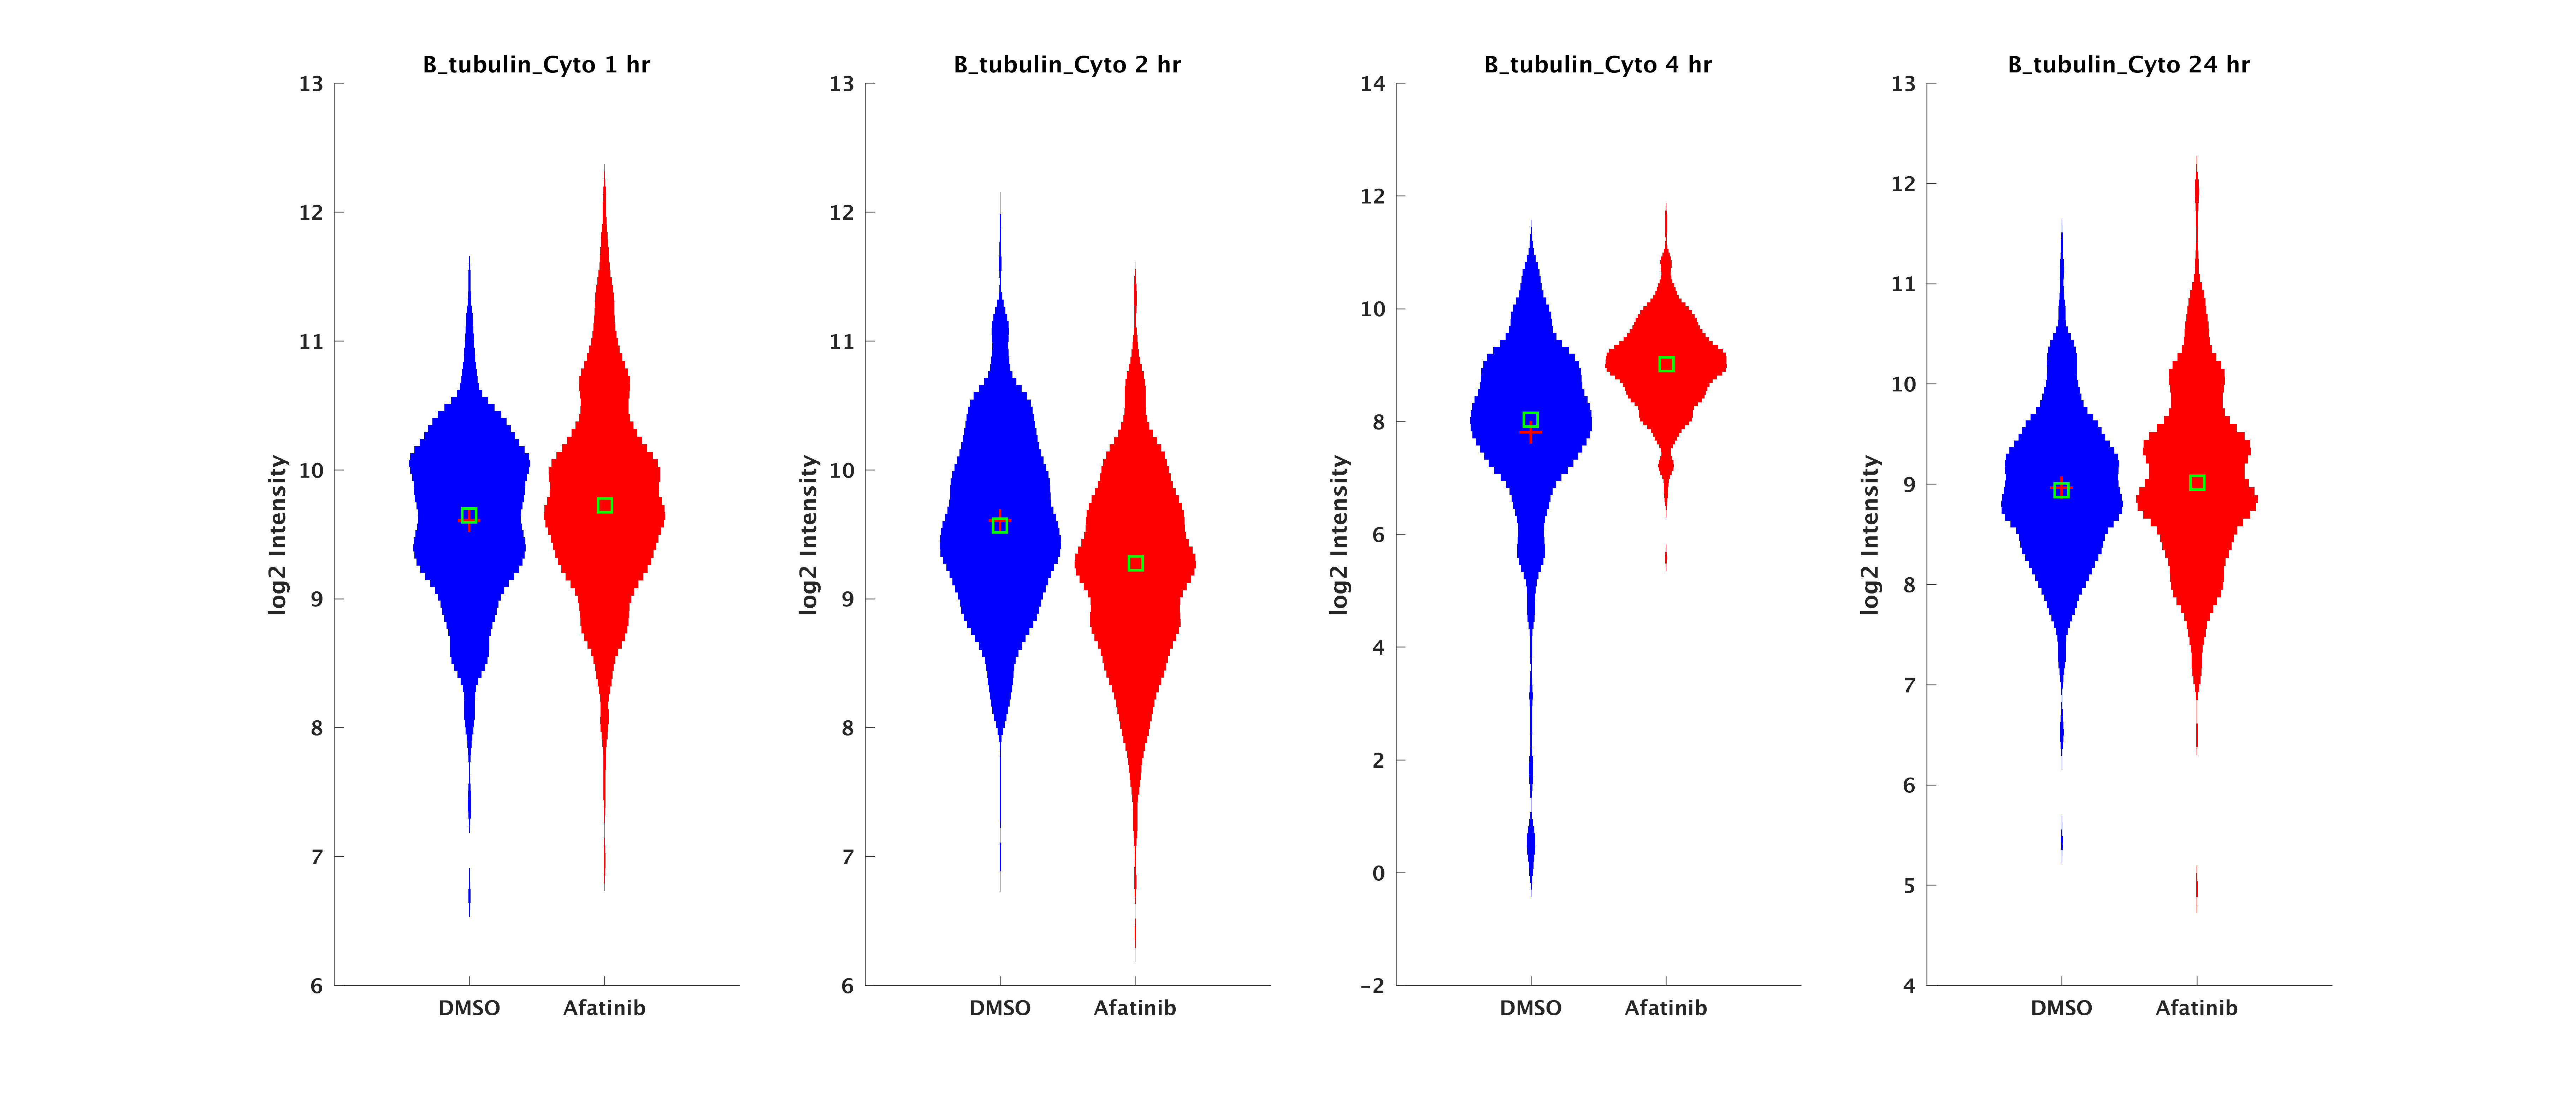 B_tubulin_Cyto 1 hr
13
12
11
10
9
8
7
6
log2 Intensity
DMSO
Afatinib
B_tubulin_Cyto 2 hr
13
12
11
10
9
8
7
6
log2 Intensity
DMSO
Afatinib
B_tubulin_Cyto 4 hr
14
12
10
8
6
4
2
0
-2
log2 Intensity
DMSO
Afatinib
B_tubulin_Cyto 24 hr
13
12
11
10
9
8
7
6
5
4
log2 Intensity
DMSO
Afatinib